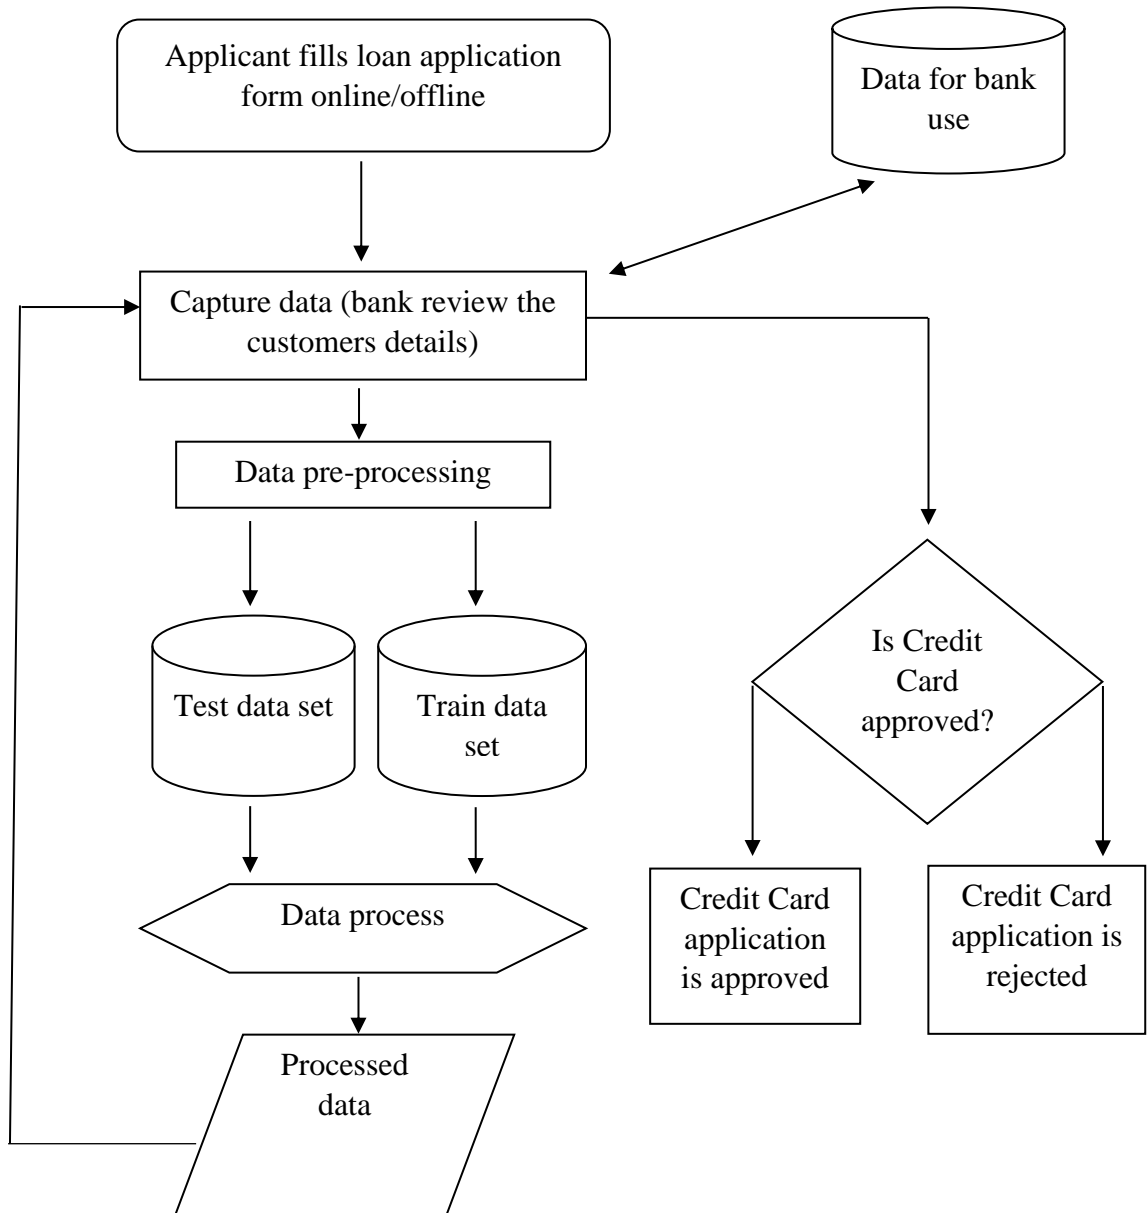 Applicant fills loan application
form online/offline
Data for bank
use
Capture data (bank review the
customers details)
Data pre-processing
Test data set
Train data
set
Is Credit
Card
approved?
Data process
Credit Card
application
is approved
Credit Card
application is
rejected
Processed
data